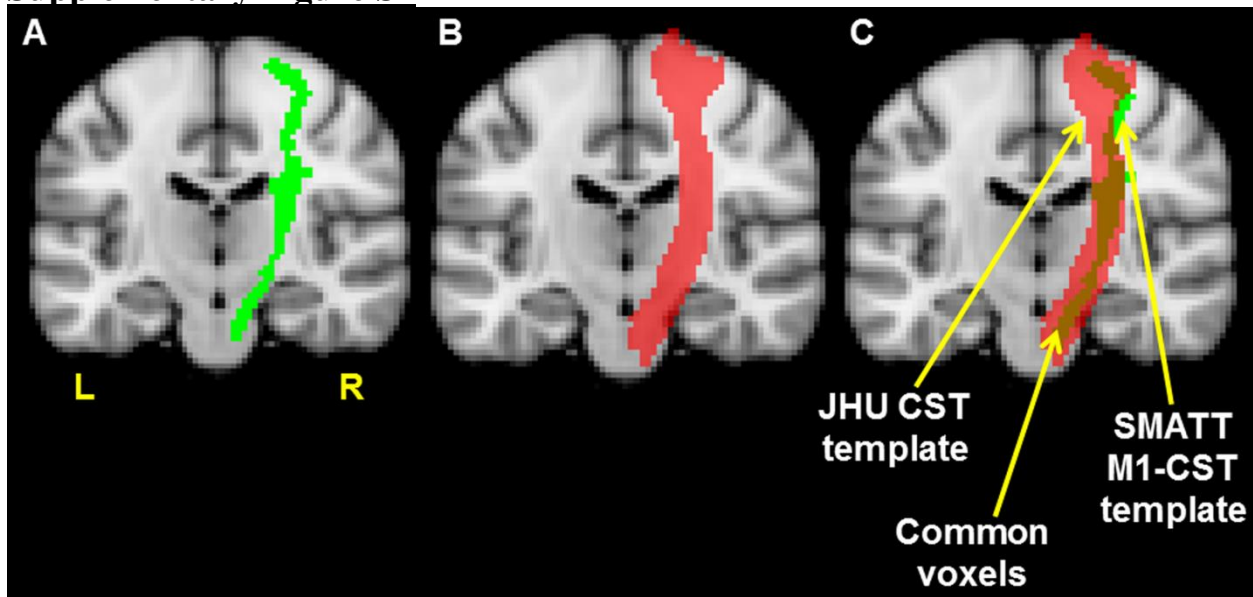 A
B
C
L
R
JHU CST
template
SMATT
M1-CST
template
Common
voxels